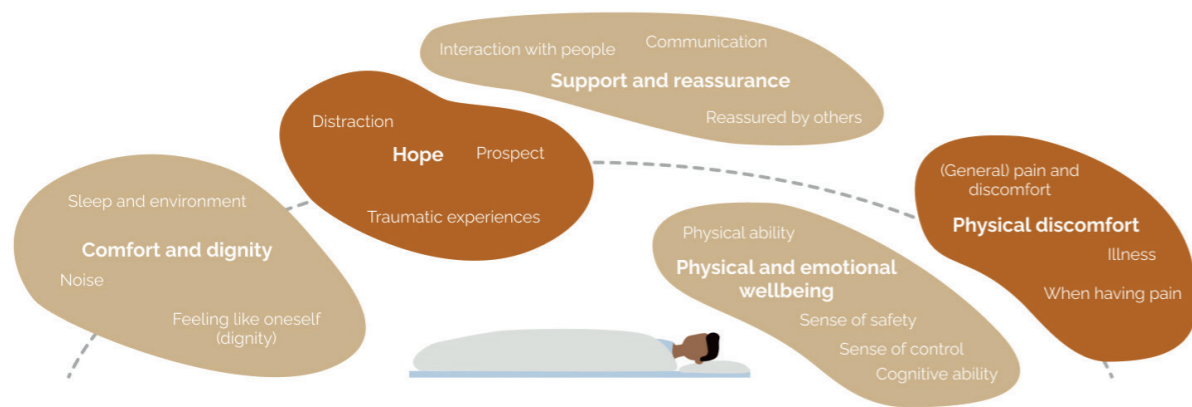 Sleep and environment
Comfort and dignity
Noise
Feeling like oneself
(dignity)
Distraction
Hope
Prospect
Traumatic experiences
Interaction with people
Communication
Support and reassurance
Reassured by others
Physical ability
Physical and emotional
wellbeing
Sense of safety
Sense of control
Cognitive ability
(General) pain and
discomfort
Physical discomfort
Illness
When having pain